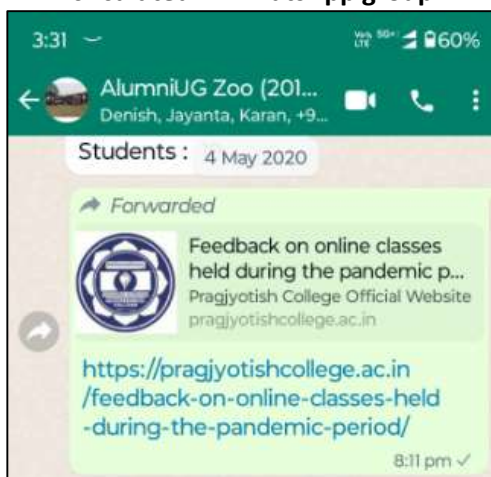 3:31
60%
AlumniUG Zoo (201...
Denish, Jayanta, Karan, +9...
Students :
4 May 2020
Forwarded
Feedback on online classes
held during the pandemic p...
Pragjyotish College Official Website
pragjyotishcollege.ac.in
https://pragjyotishcollege.ac.in
/feedback-on-online-classes-held
-during-the-pandemic-period/
8:11 pm